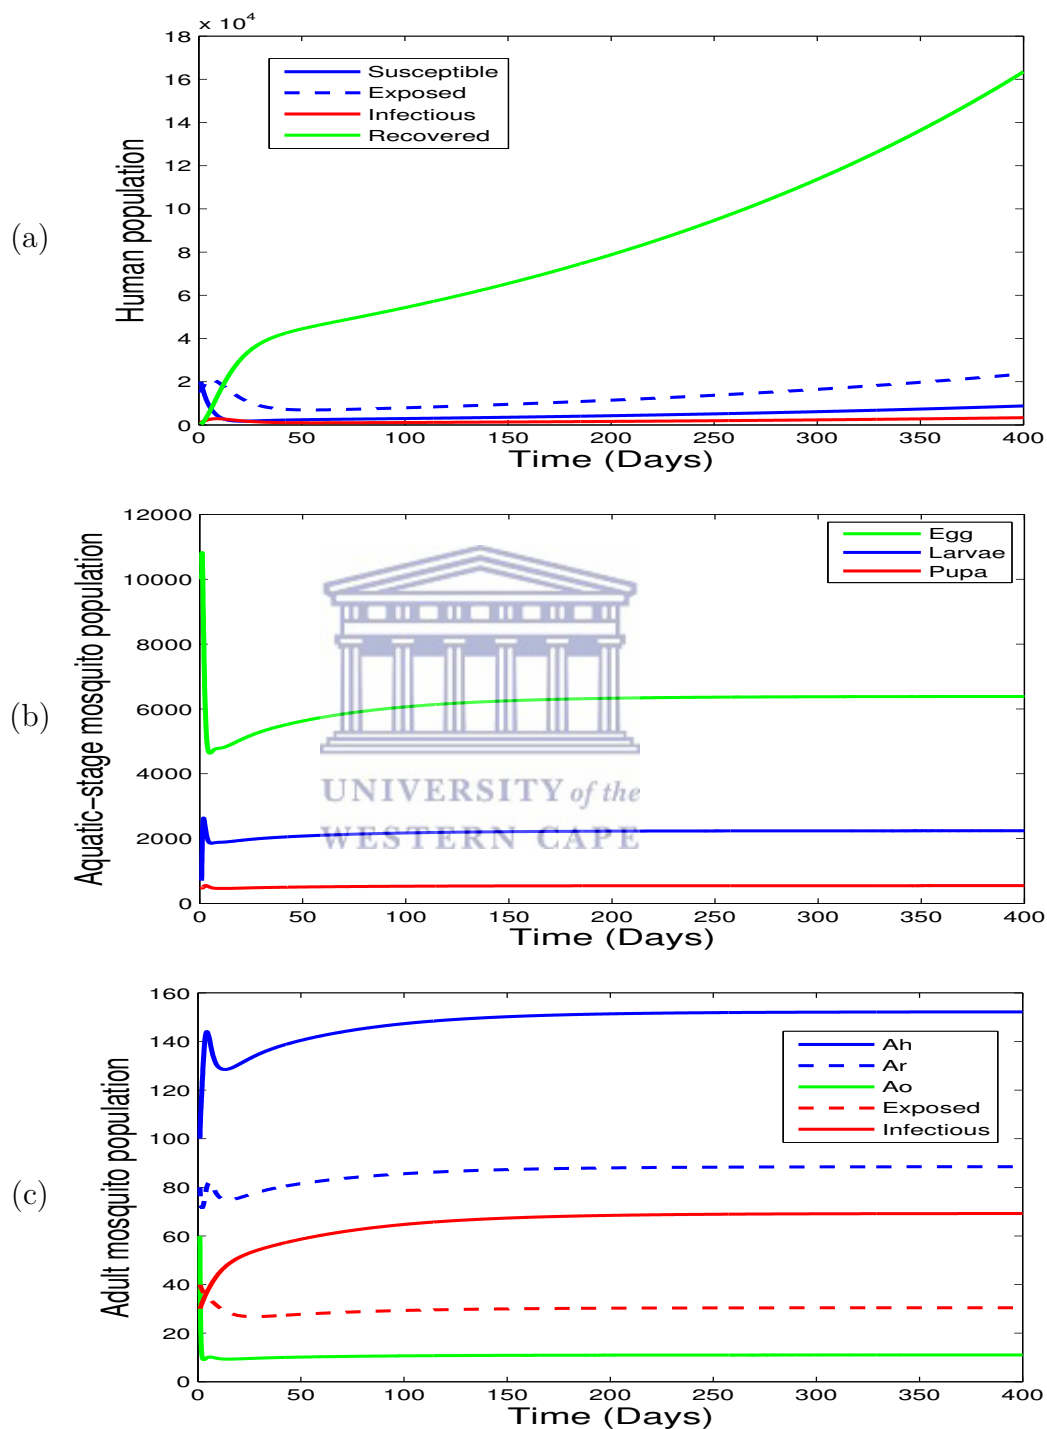 (a)
× 10⁴
18
16
14
12
10
8
6
4
2
0
Human population
Susceptible
Exposed
Infectious
Recovered
0 50 100 150 200 250 300 350 400
Time (Days)
(b)
12000
10000
8000
6000
4000
2000
0
Aquatic−stage mosquito population
Egg
Larvae
Pupa
UNIVERSITY of the
WESTERN CAPE
0 50 100 150 200 250 300 350 400
Time (Days)
(c)
160
140
120
100
80
60
40
20
0
Adult mosquito population
Ah
Ar
Ao
Exposed
Infectious
0 50 100 150 200 250 300 350 400
Time (Days)